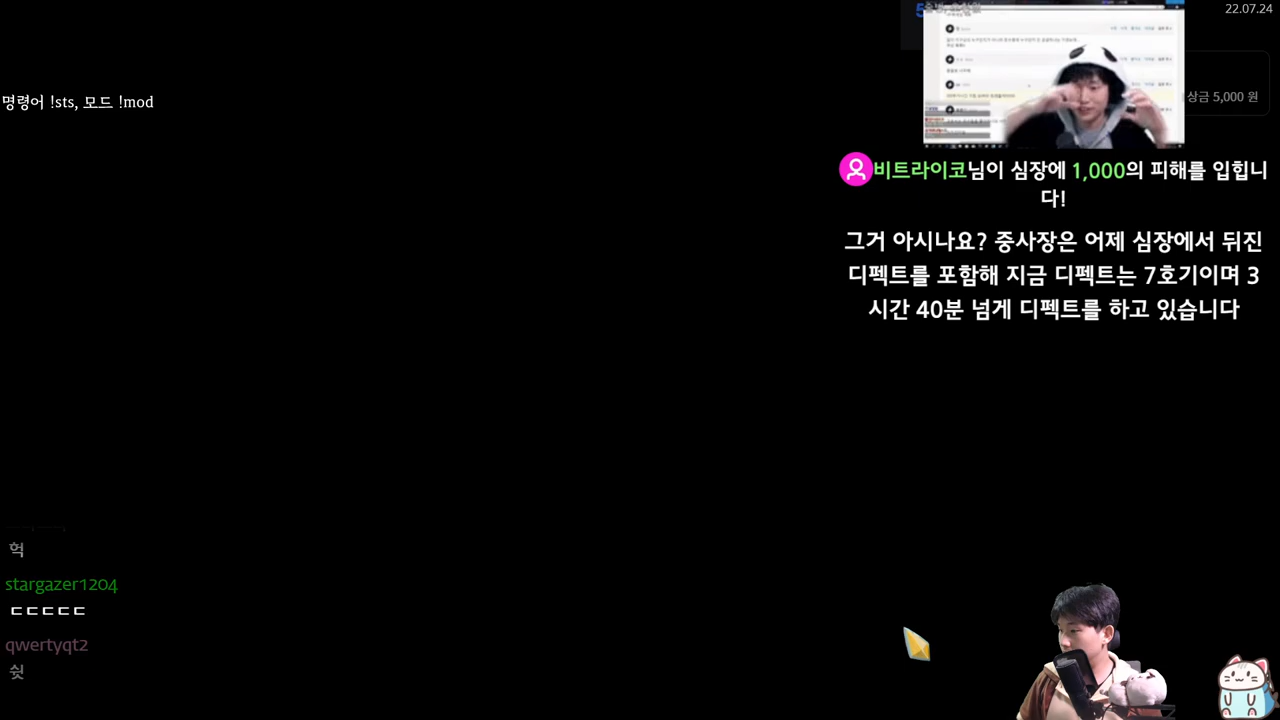 22.07.24
명령어 !sts, 모드 !mod
상금 5,000 원
비트라이코님이 심장에 1,000의 피해를 입힙니
다!
그거 아시나요? 중사장은 어제 심장에서 뒤진
디펙트를 포함해 지금 디펙트는 7호기이며 3
시간 40분 넘게 디펙트를 하고 있습니다
헉
stargazer1204
ㄷㄷㄷㄷㄷ
qwertyqt2
쉿